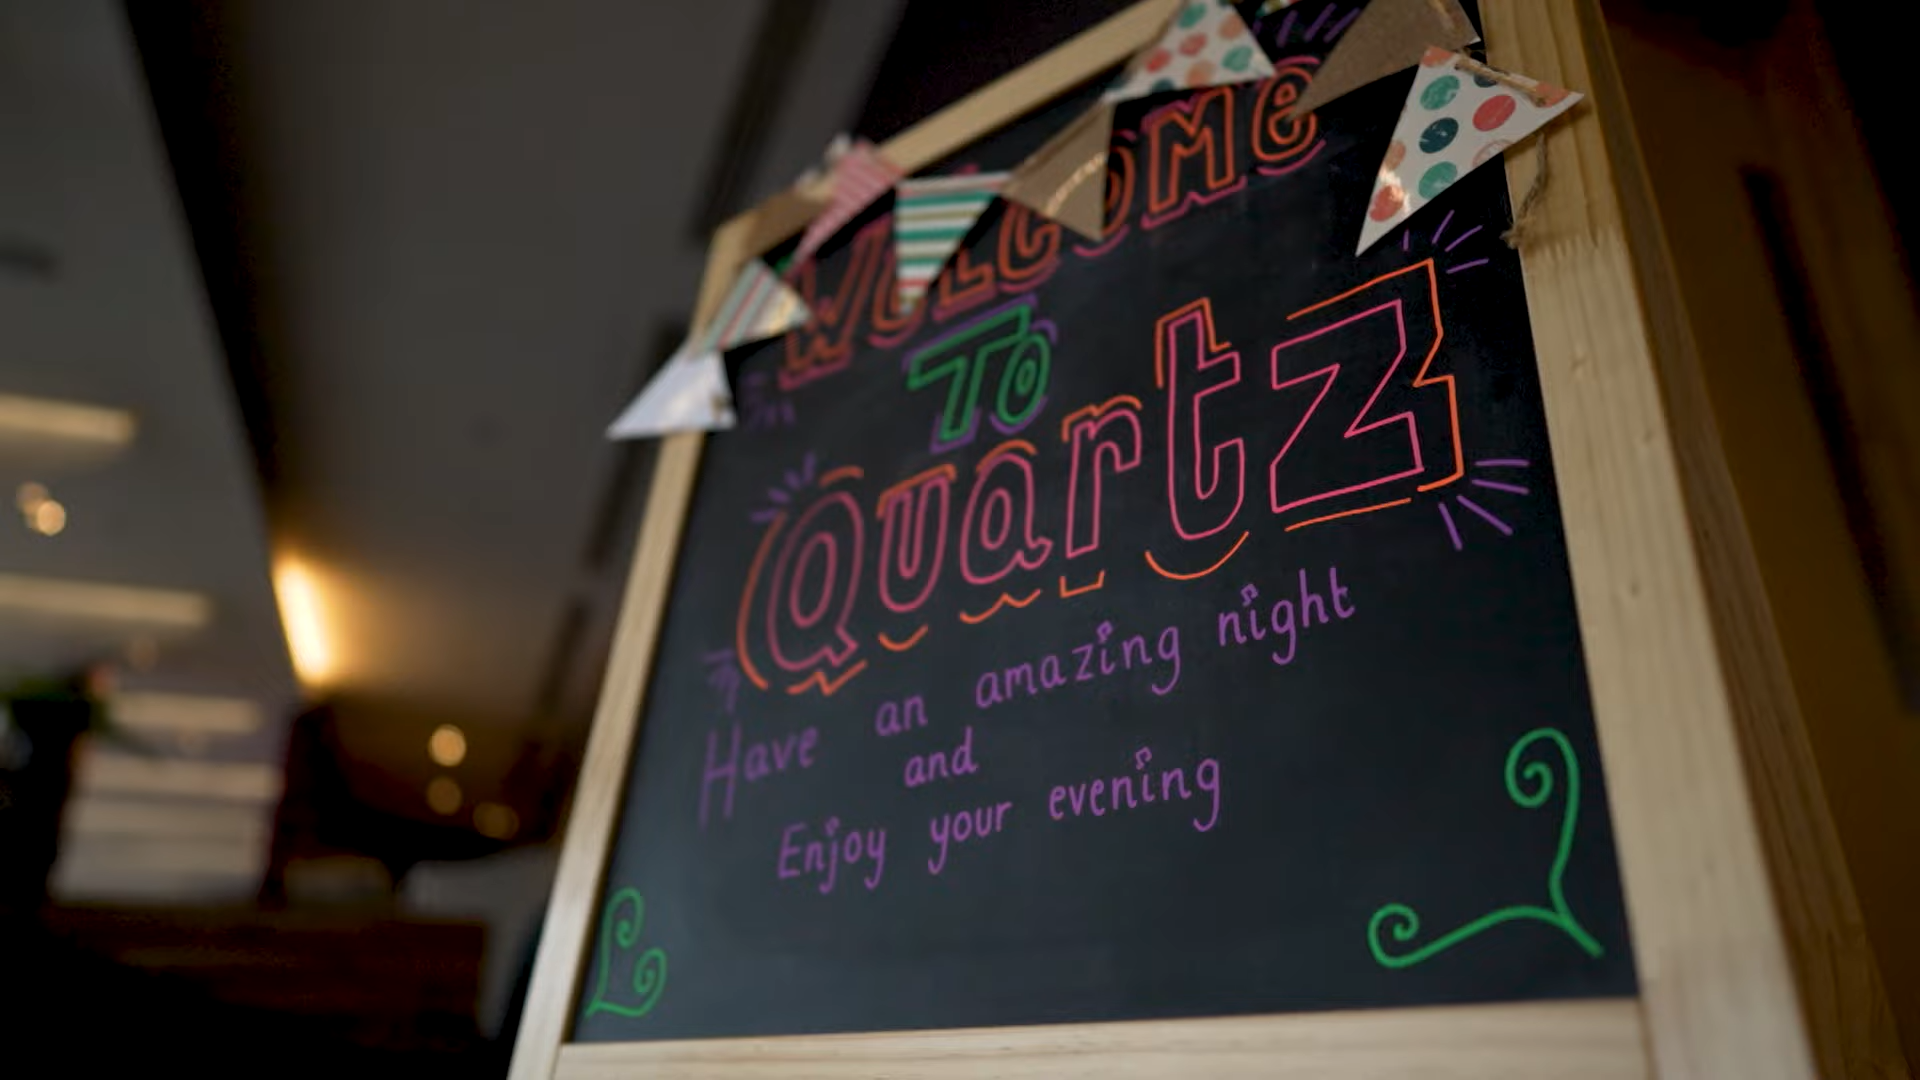 WELCOMe
To
Quartz
Have an amazing night
and
Enjoy your evening